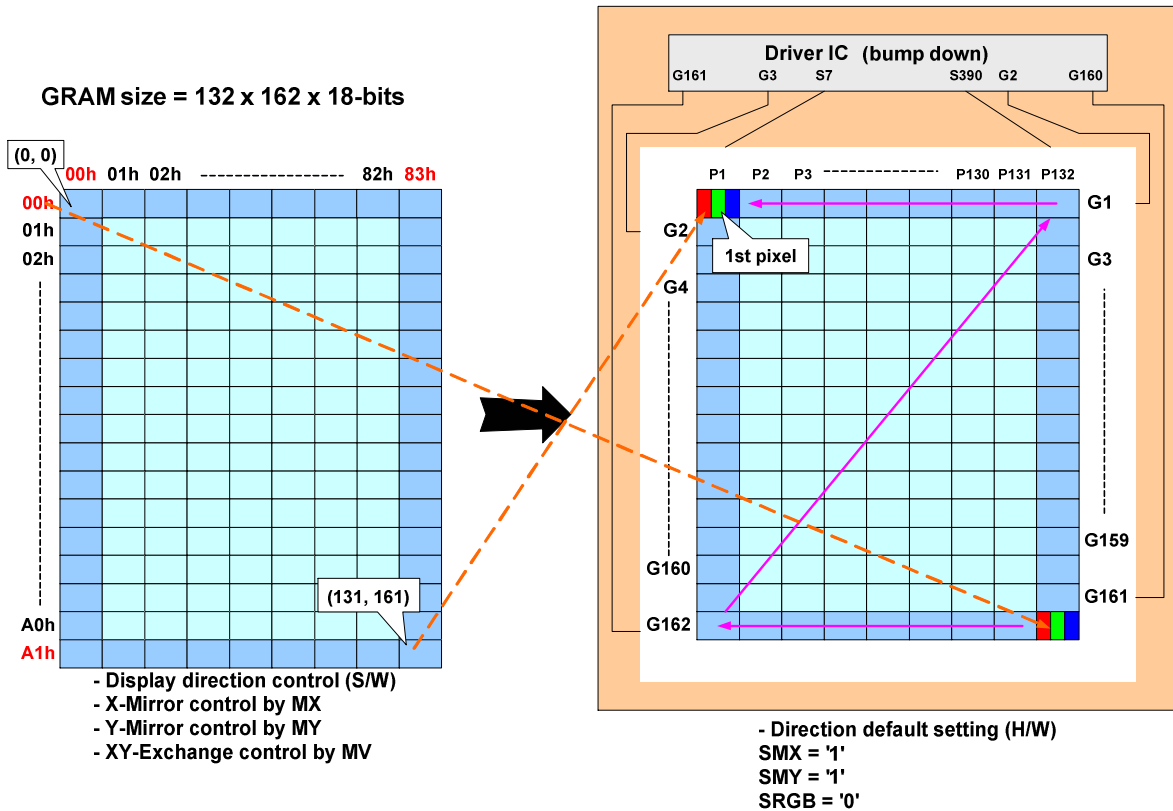 GRAM size = 132 x 162 x 18-bits
(0, 0)
00h 01h 02h 82h 83h
00h
01h
02h
A0h
A1h
(131, 161)
- Display direction control (S/W)
- X-Mirror control by MX
- Y-Mirror control by MY
- XY-Exchange control by MV
Driver IC (bump down)
G161 G3 S7 S390 G2 G160
P1 P2 P3 P130 P131 P132
G1
G2
1st pixel
G3
G4
G159
G160
G161
G162
- Direction default setting (H/W)
SMX = '1'
SMY = '1'
SRGB = '0'